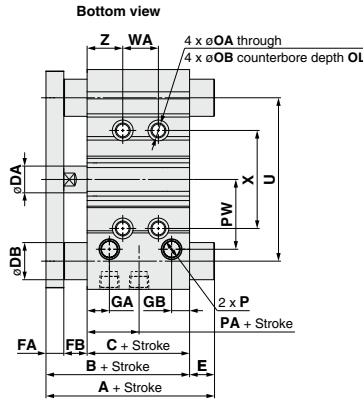 Bottom view
Z
WA
4 x øOA through
4 x øOB counterbore depth OL
øDA
PW
X
U
øDB
GA
GB
2 x P
PA + Stroke
FA
FB
C + Stroke
E
B + Stroke
A + Stroke